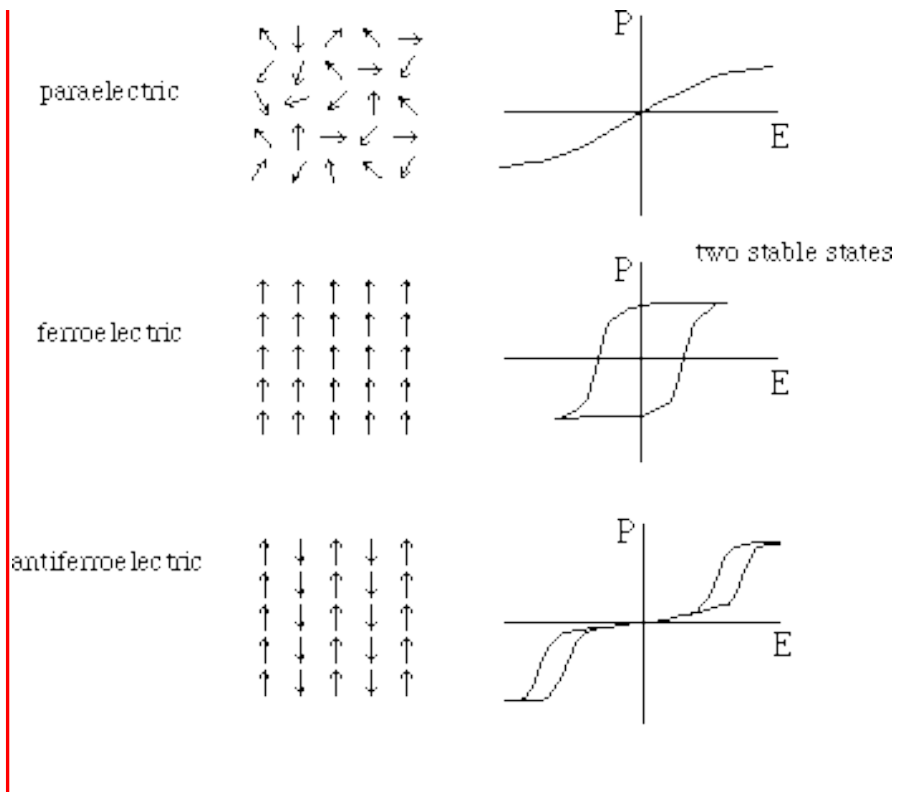 paraelectric
P
E
ferroelectric
P
two stable states
E
antiferroelectric
P
E